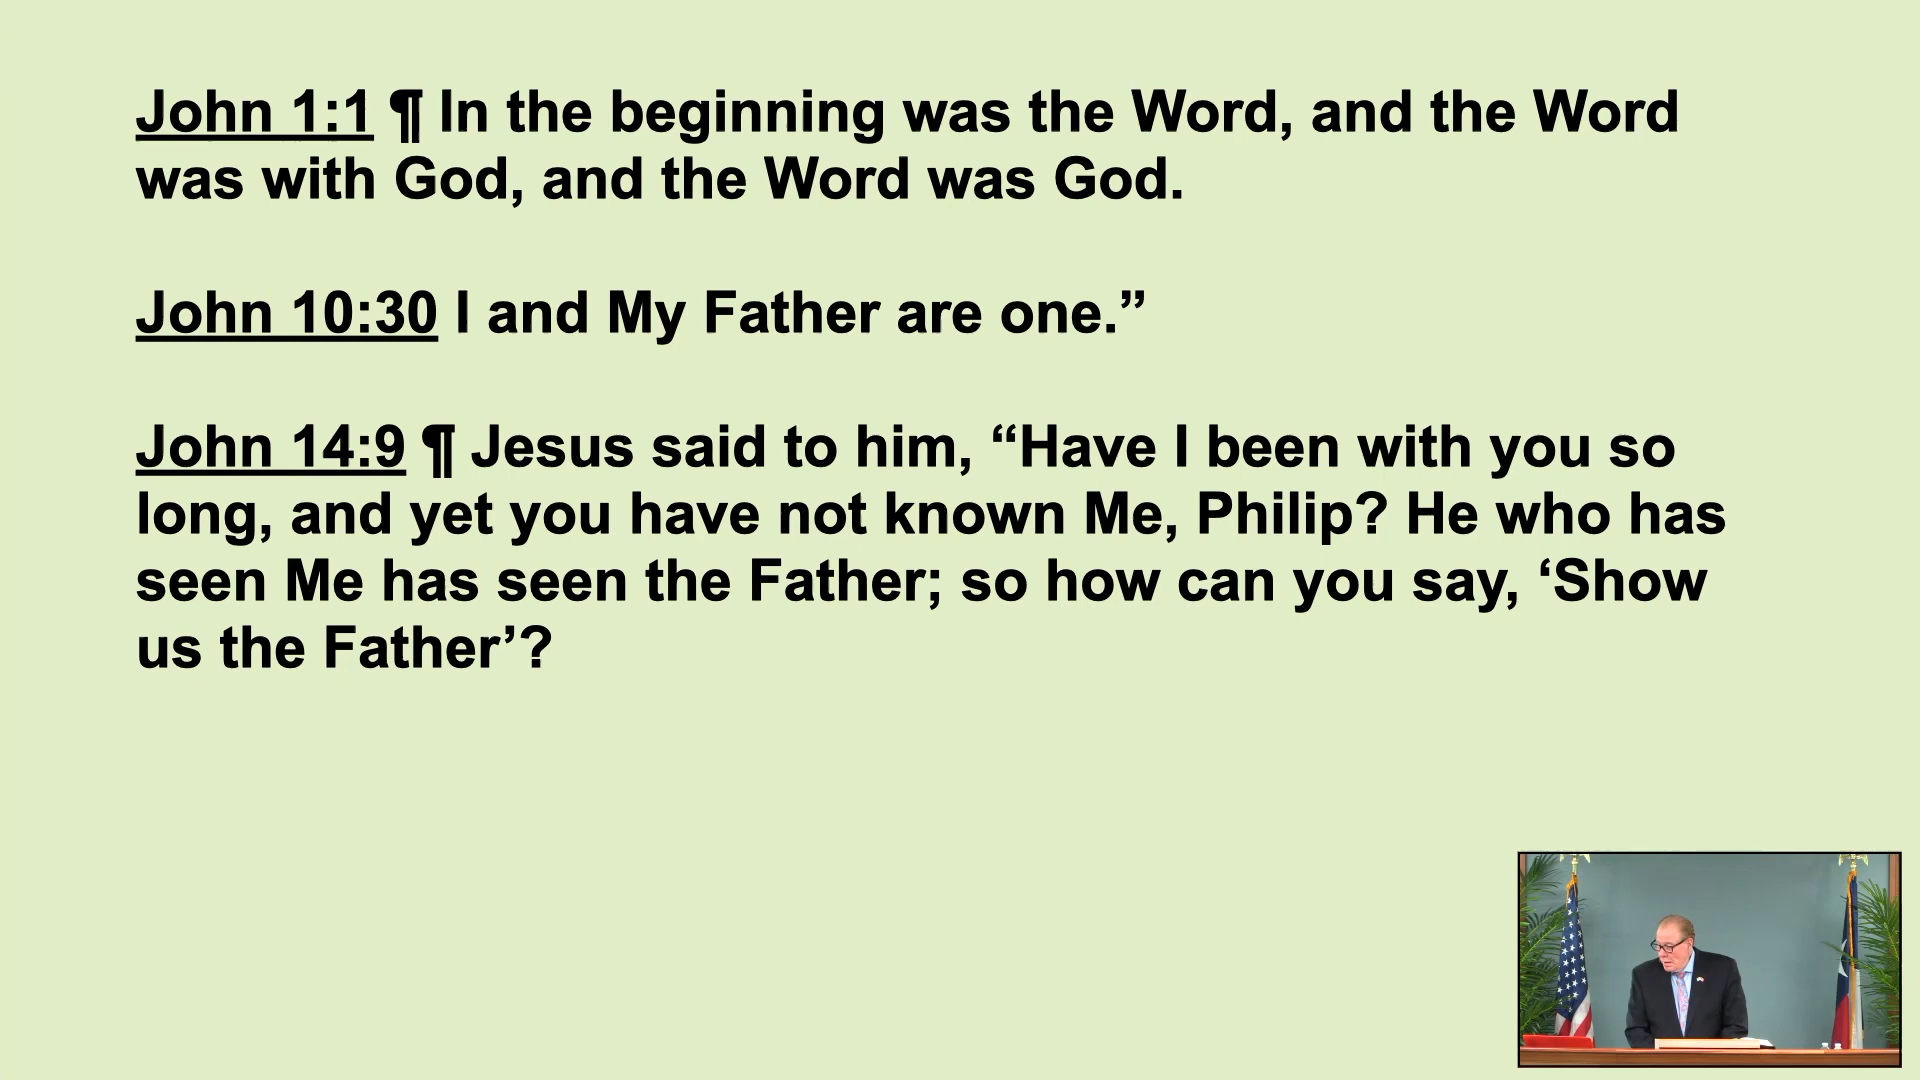 John 1:1 ¶ In the beginning was the Word, and the Word
was with God, and the Word was God.
John 10:30 I and My Father are one.”
John 14:9 ¶ Jesus said to him, “Have I been with you so
long, and yet you have not known Me, Philip? He who has
seen Me has seen the Father; so how can you say, ‘Show
us the Father’?